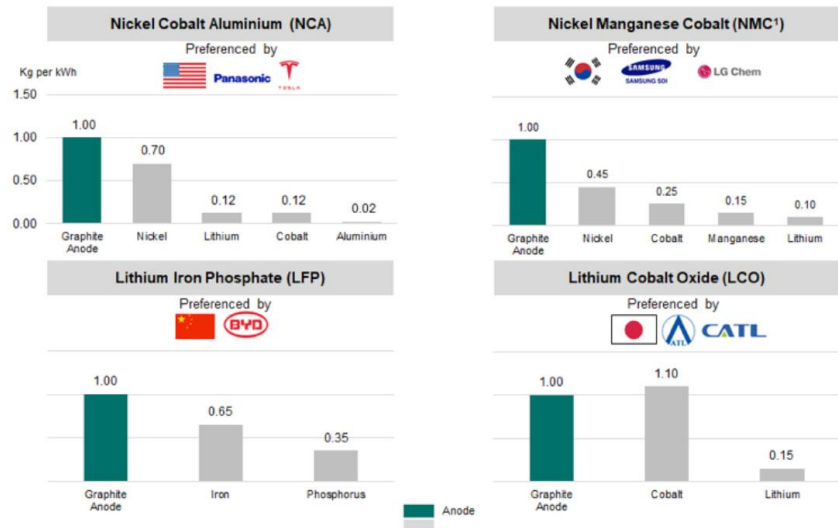 Nickel Cobalt Aluminium (NCA)
Preferenced by
Panasonic
TESLA
Kg per kWh
1.50
1.00
0.50
0.00
1.00
0.70
0.12
0.12
0.02
Graphite
Anode
Nickel
Lithium
Cobalt
Aluminium
Nickel Manganese Cobalt (NMC¹)
Preferenced by
SAMSUNG
SAMSUNG SDI
LG Chem
1.00
0.45
0.25
0.15
0.10
Graphite
Anode
Nickel
Cobalt
Manganese
Lithium
Lithium Iron Phosphate (LFP)
Preferenced by
BYD
1.00
0.65
0.35
Graphite
Anode
Iron
Phosphorus
Lithium Cobalt Oxide (LCO)
Preferenced by
ATL
CATL
1.00
1.10
0.15
Graphite
Anode
Cobalt
Lithium
Anode